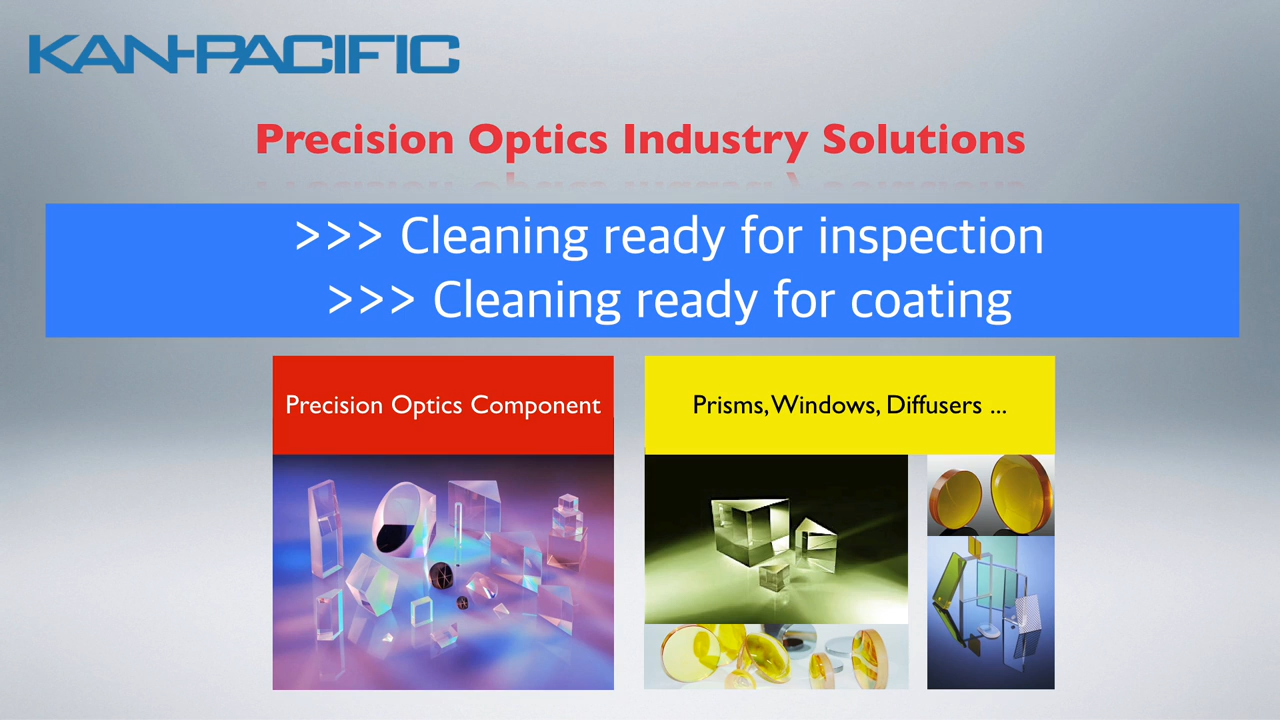 KAN-PACIFIC
Precision Optics Industry Solutions
>>> Cleaning ready for inspection
>>> Cleaning ready for coating
Precision Optics Component
Prisms, Windows, Diffusers ...